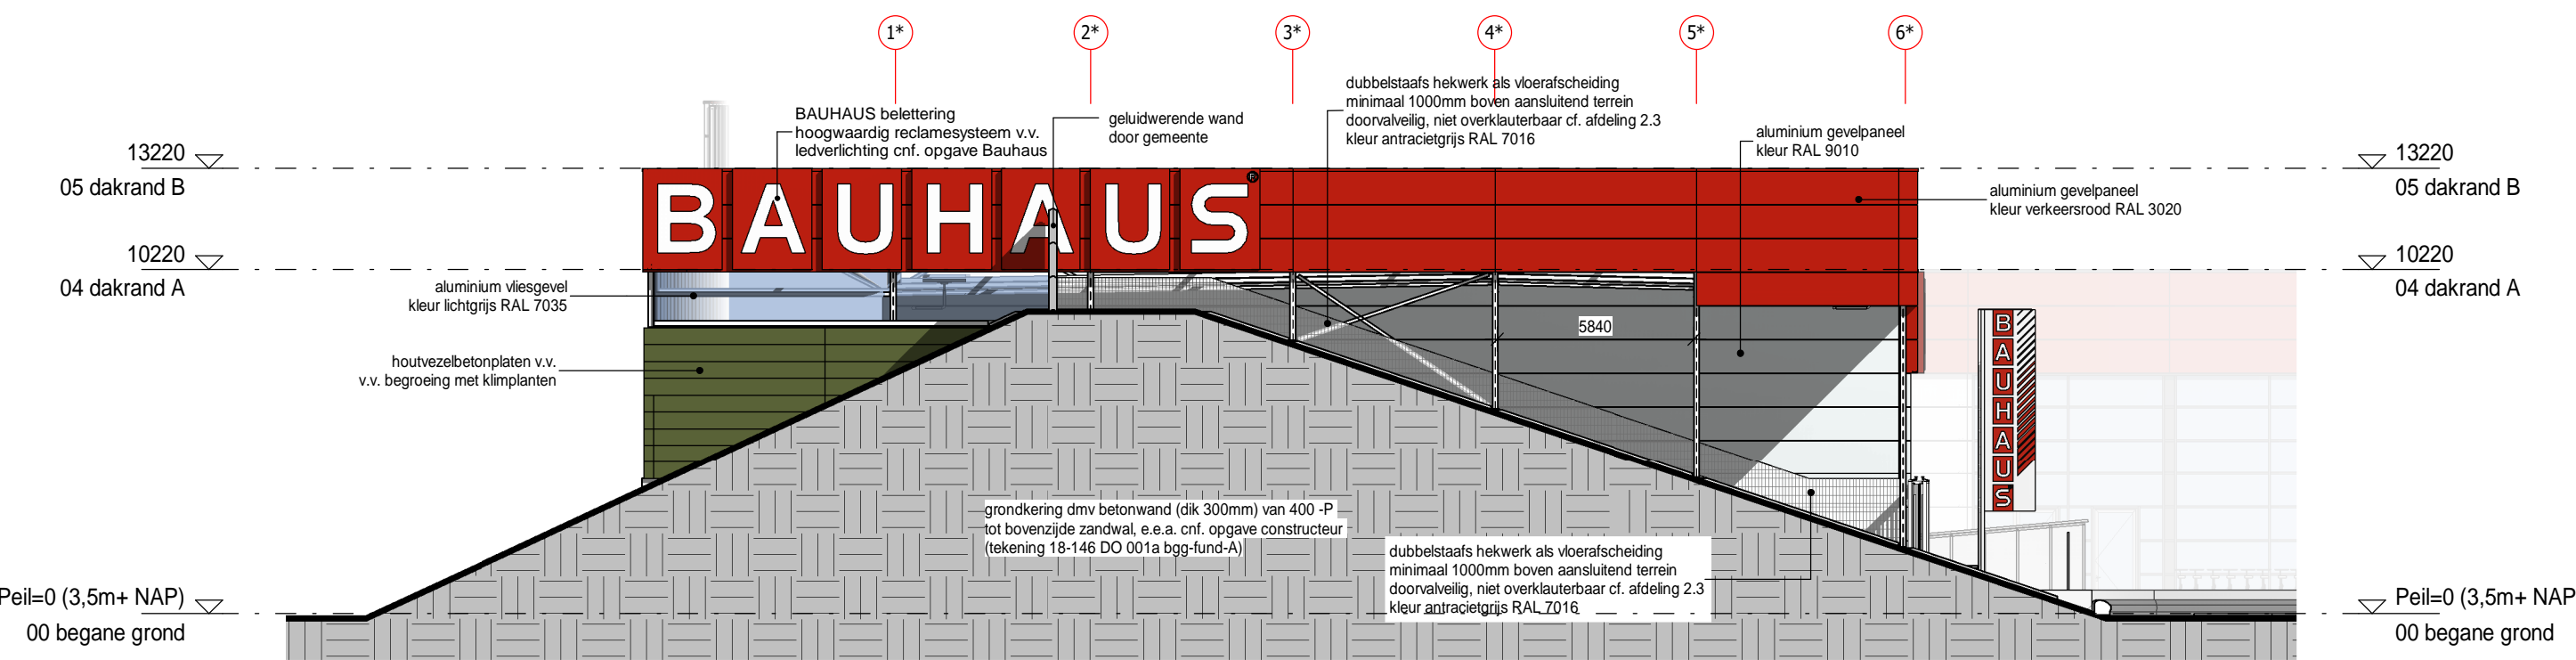 1*
2*
3*
4*
5*
6*
dubbelstaafs hekwerk als vloerafscheiding
minimaal 1000mm boven aansluitend terrein
doorvalveilig, niet overklauterbaar cf. afdeling 2.3
kleur antracietgrijs RAL 7016
BAUHAUS belettering
hoogwaardig reclamesysteem v.v.
ledverlichting cnf. opgave Bauhaus
geluidwerende wand
door gemeente
aluminium gevelpaneel
kleur RAL 9010
13220
05 dakrand B
13220
05 dakrand B
BAUHAUS®
aluminium gevelpaneel
kleur verkeersrood RAL 3020
10220
04 dakrand A
10220
04 dakrand A
aluminium vliesgevel
kleur lichtgrijs RAL 7035
5840
BAUHAUS
houtvezelbetonplaten v.v.
v.v. begroeing met klimplanten
grondkering dmv betonwand (dik 300mm) van 400 -P
tot bovenzijde zandwal, e.e.a. cnf. opgave constructeur
(tekening 18-146 DO 001a bgg-fund-A)
dubbelstaafs hekwerk als vloerafscheiding
minimaal 1000mm boven aansluitend terrein
doorvalveilig, niet overklauterbaar cf. afdeling 2.3
kleur antracietgrijs RAL 7016
Peil=0 (3,5m+ NAP)
00 begane grond
Peil=0 (3,5m+ NAP
00 begane grond